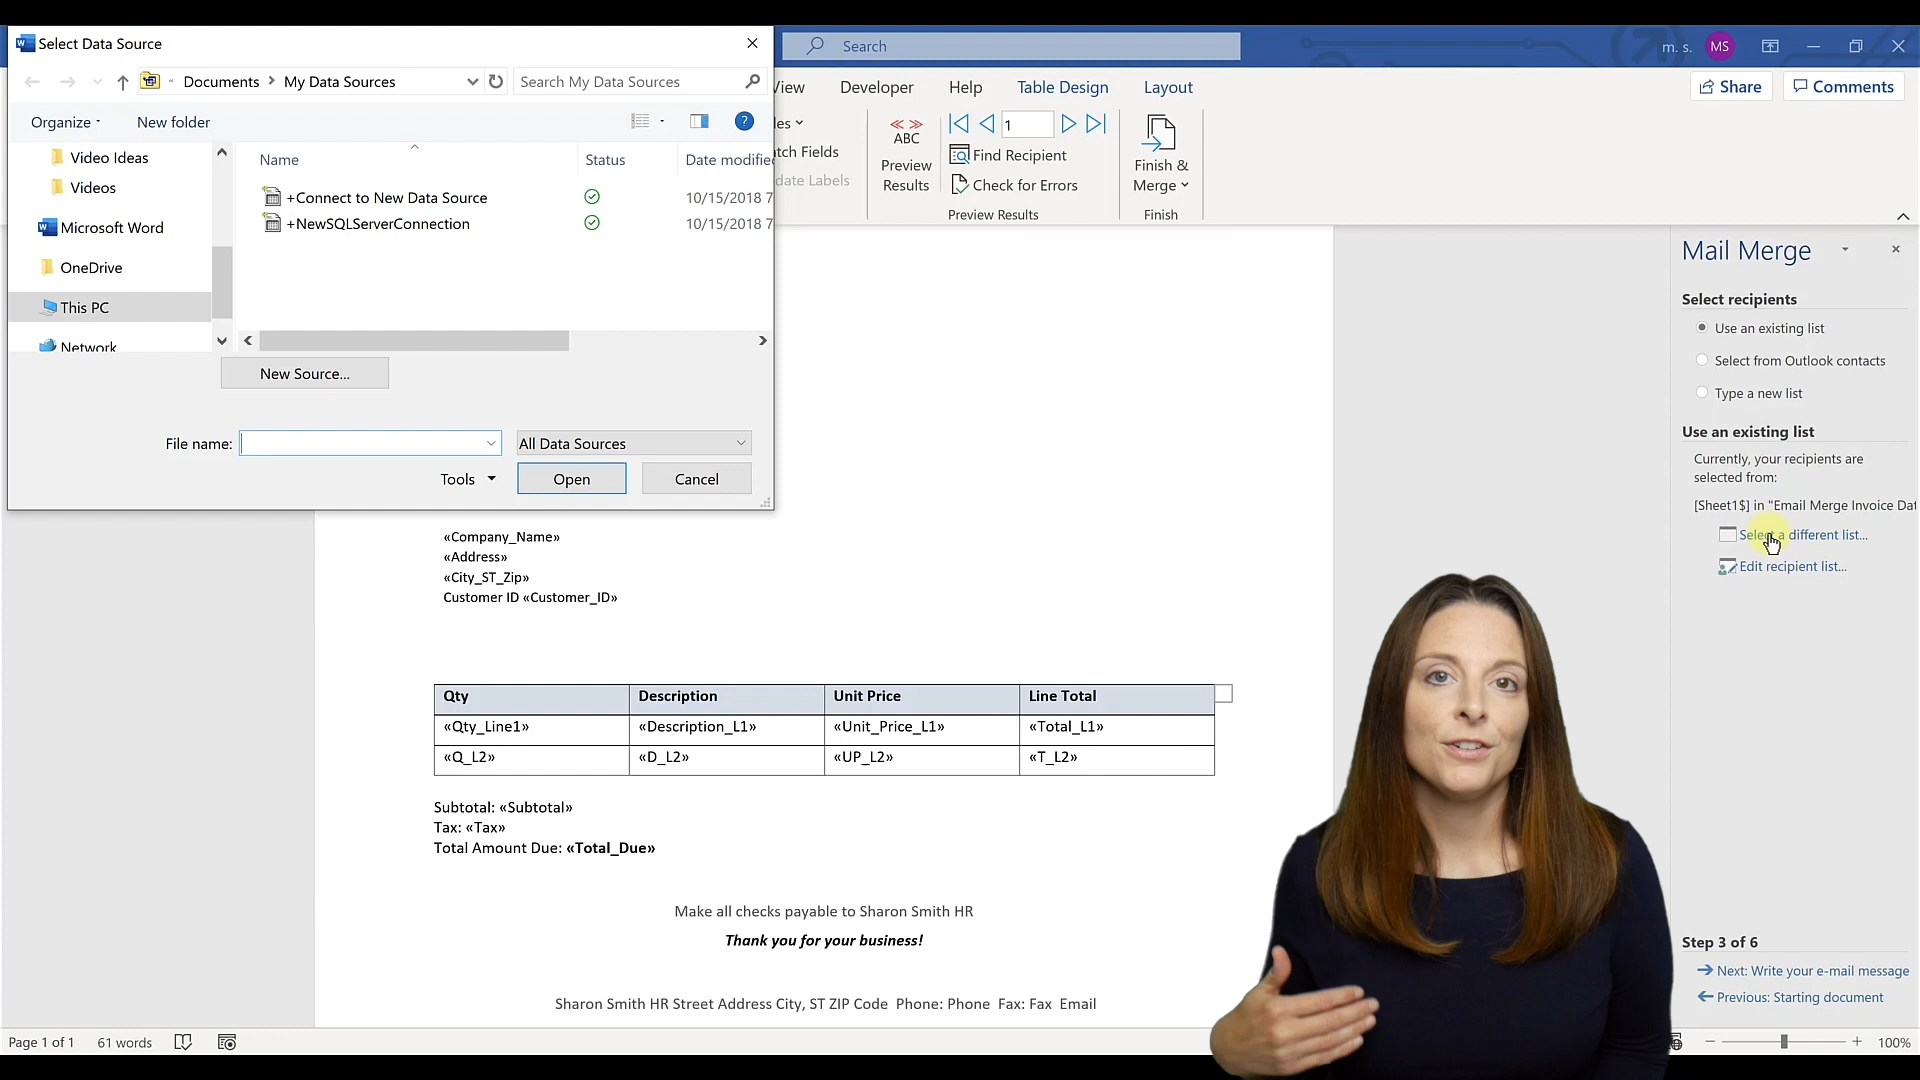 Select Data Source
Documents > My Data Sources
Search My Data Sources
Organize
New folder
Name
Status
Date modified
Video Ideas
Videos
Microsoft Word
OneDrive
This PC
Network
+Connect to New Data Source
10/15/2018 7
+NewSQLServerConnection
10/15/2018 7
New Source...
File name:
All Data Sources
Tools
Open
Cancel
Search
m. s.
MS
Developer
Help
Table Design
Layout
Share
Comments
ABC
Preview
Results
1
Find Recipient
Check for Errors
Preview Results
Finish &
Merge
Finish
Mail Merge
Select recipients
Use an existing list
Select from Outlook contacts
Type a new list
Use an existing list
Currently, your recipients are
selected from:
[Sheet1$] in "Email Merge Invoice Dat
Select a different list...
Edit recipient list...
Step 3 of 6
Next: Write your e-mail message
Previous: Starting document
«Company_Name»
«Address»
«City_ST_Zip»
Customer ID «Customer_ID»
Qty Description Unit Price Line Total
«Qty_Line1» «Description_L1» «Unit_Price_L1» «Total_L1»
«Q_L2» «D_L2» «UP_L2» «T_L2»
Subtotal: «Subtotal»
Tax: «Tax»
Total Amount Due: «Total_Due»
Make all checks payable to Sharon Smith HR
Thank you for your business!
Sharon Smith HR Street Address City, ST ZIP Code Phone: Phone Fax: Fax Email
Page 1 of 1
61 words
100%